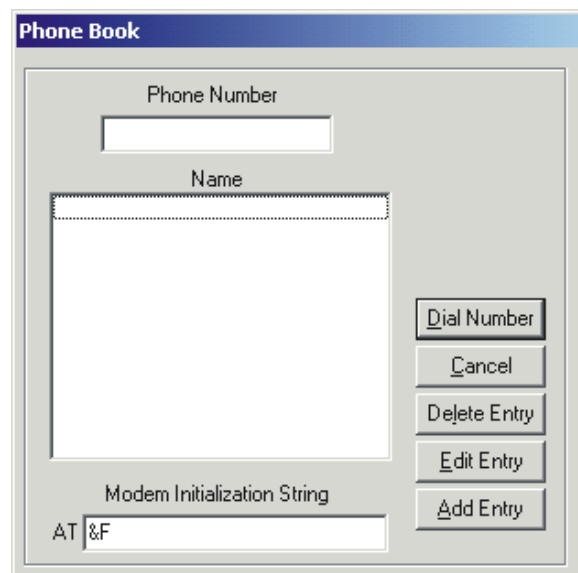 Phone Book
Phone Number
Name
Dial Number
Cancel
Delete Entry
Edit Entry
Add Entry
Modem Initialization String
AT &F